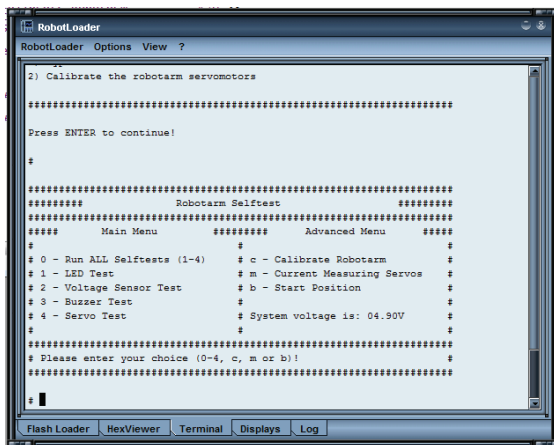 RobotLoader
RobotLoader Options View ?
2) Calibrate the robotarm servomotors
######################################################################
Press ENTER to continue!
#
######################################################################
######### Robotarm Selftest #########
######################################################################
##### Main Menu ######### Advanced Menu #####
# # #
# 0 - Run ALL Selftests (1-4) # c - Calibrate Robotarm #
# 1 - LED Test # m - Current Measuring Servos #
# 2 - Voltage Sensor Test # b - Start Position #
# 3 - Buzzer Test # #
# 4 - Servo Test # System voltage is: 04.90V #
# # #
######################################################################
# Please enter your choice (0-4, c, m or b)! #
######################################################################
#
Flash Loader HexViewer Terminal Displays Log